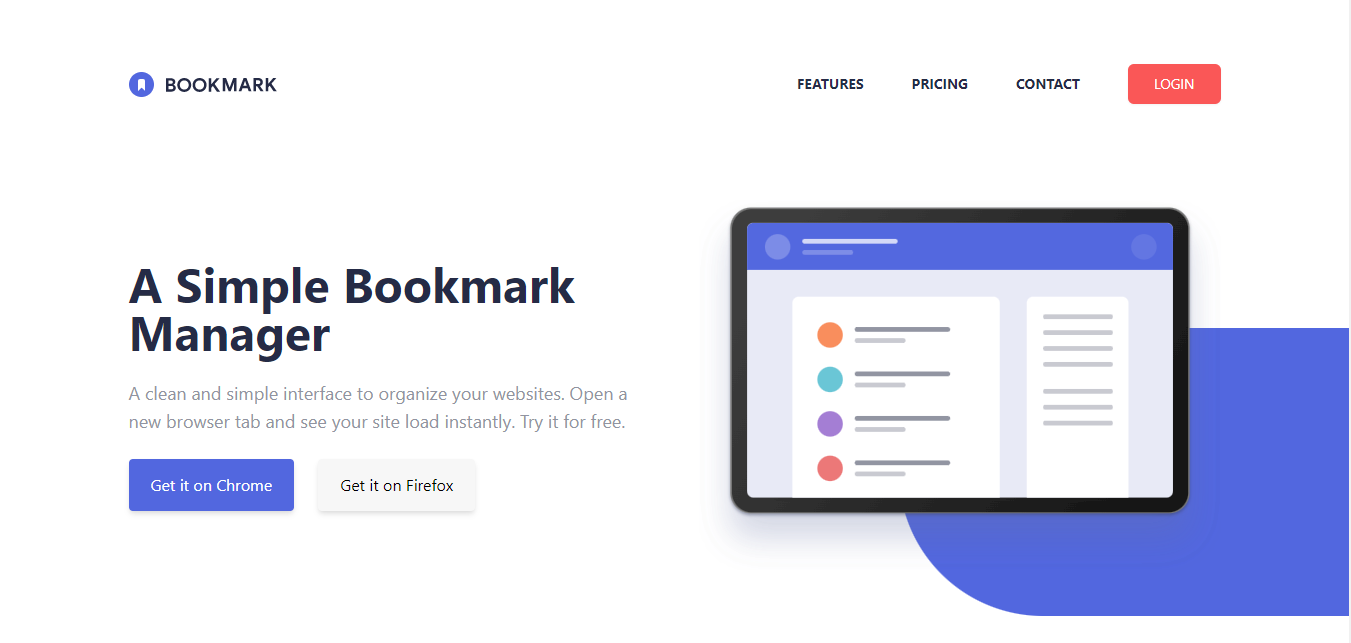 BOOKMARK
FEATURES PRICING CONTACT LOGIN
A Simple Bookmark
Manager
A clean and simple interface to organize your websites. Open a
new browser tab and see your site load instantly. Try it for free.
Get it on Chrome Get it on Firefox